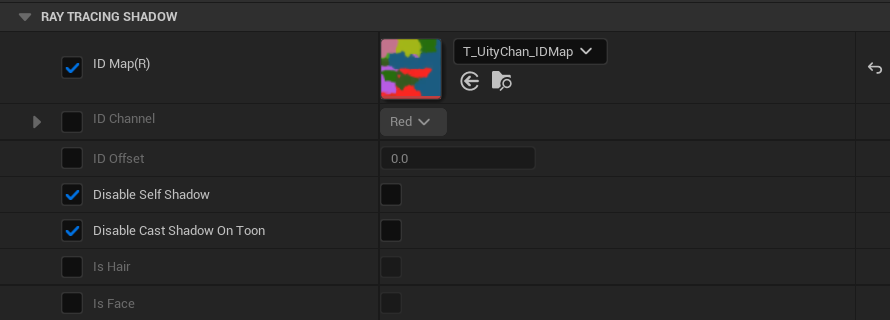 RAY TRACING SHADOW
ID Map(R)
T_UityChan_IDMap
ID Channel
Red
ID Offset
0.0
Disable Self Shadow
Disable Cast Shadow On Toon
Is Hair
Is Face